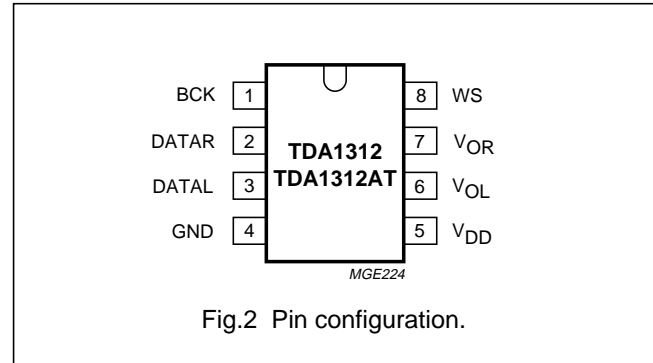 BCK 1 8 WS
DATAR 2 7 VOR
TDA1312
TDA1312AT
DATAL 3 6 VOL
GND 4 5 VDD
MGE224
Fig.2 Pin configuration.